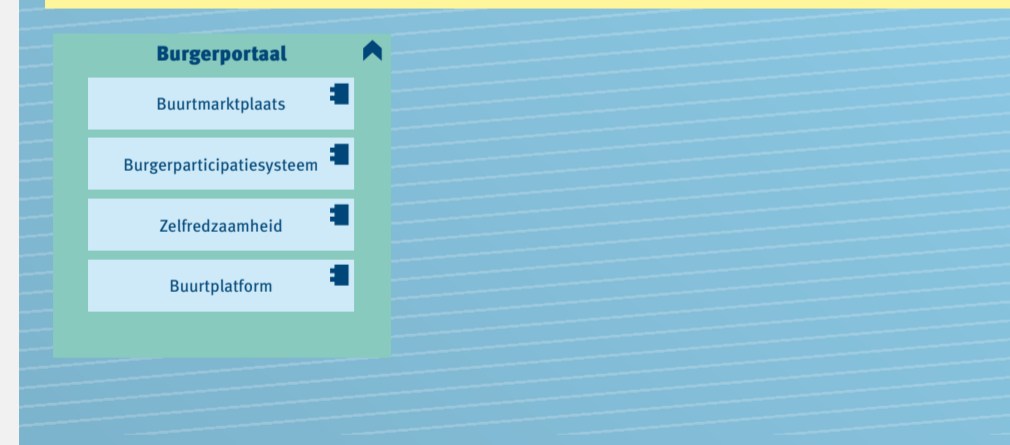 Burgerportaal
Buurtmarktplaats
Burgerparticipatiesysteem
Zelfredzaamheid
Buurtplatform